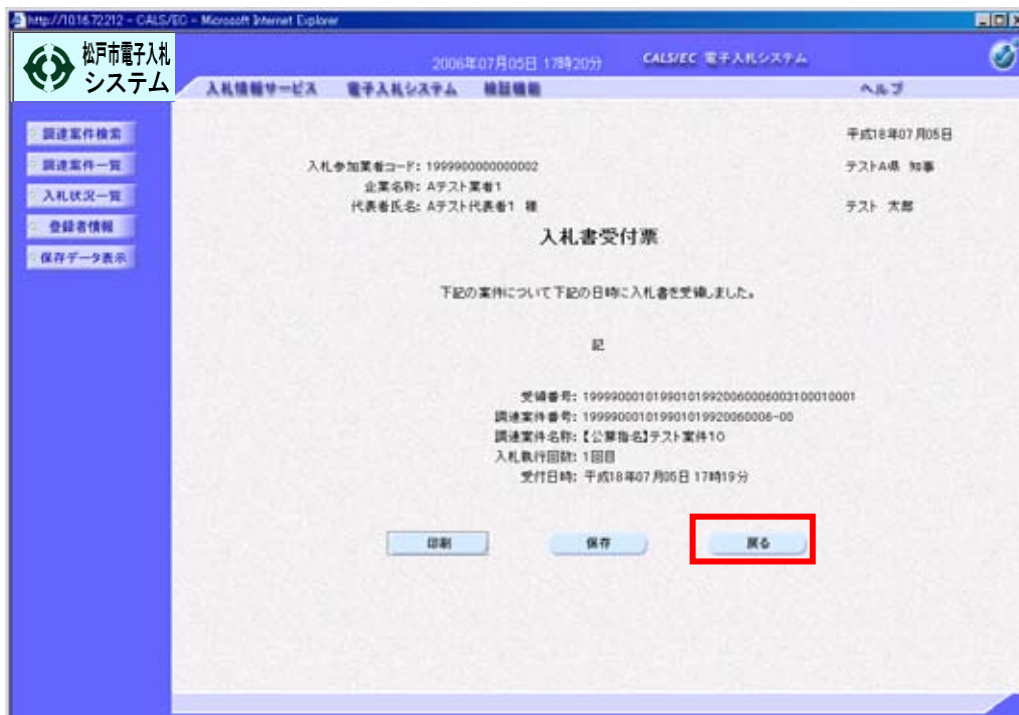 http://10.16.72.212 - CALS/EC - Microsoft Internet Explorer
松戸市電子入札
システム
2006年07月05日 17時20分
CALS/EC 電子入札システム
入札情報サービス 電子入札システム 検証機能 ヘルプ
調達案件検索
調達案件一覧
入札状況一覧
登録者情報
保存データ表示
平成18年07月05日
入札参加業者コード: 1999900000000002
企業名称: Aテスト業者1
代表者氏名: Aテスト代表者1 様
テストA県 知事
テスト 太郎
入札書受付票
下記の案件について下記の日時に入札書を受領しました。
記
受領番号: 199990001019901019920060006003100010001
調達案件番号: 199990001019901019920060006-00
調達案件名称: 【公募指名】テスト案件10
入札執行回数: 1回目
受付日時: 平成18年07月05日 17時19分
印刷 保存 戻る